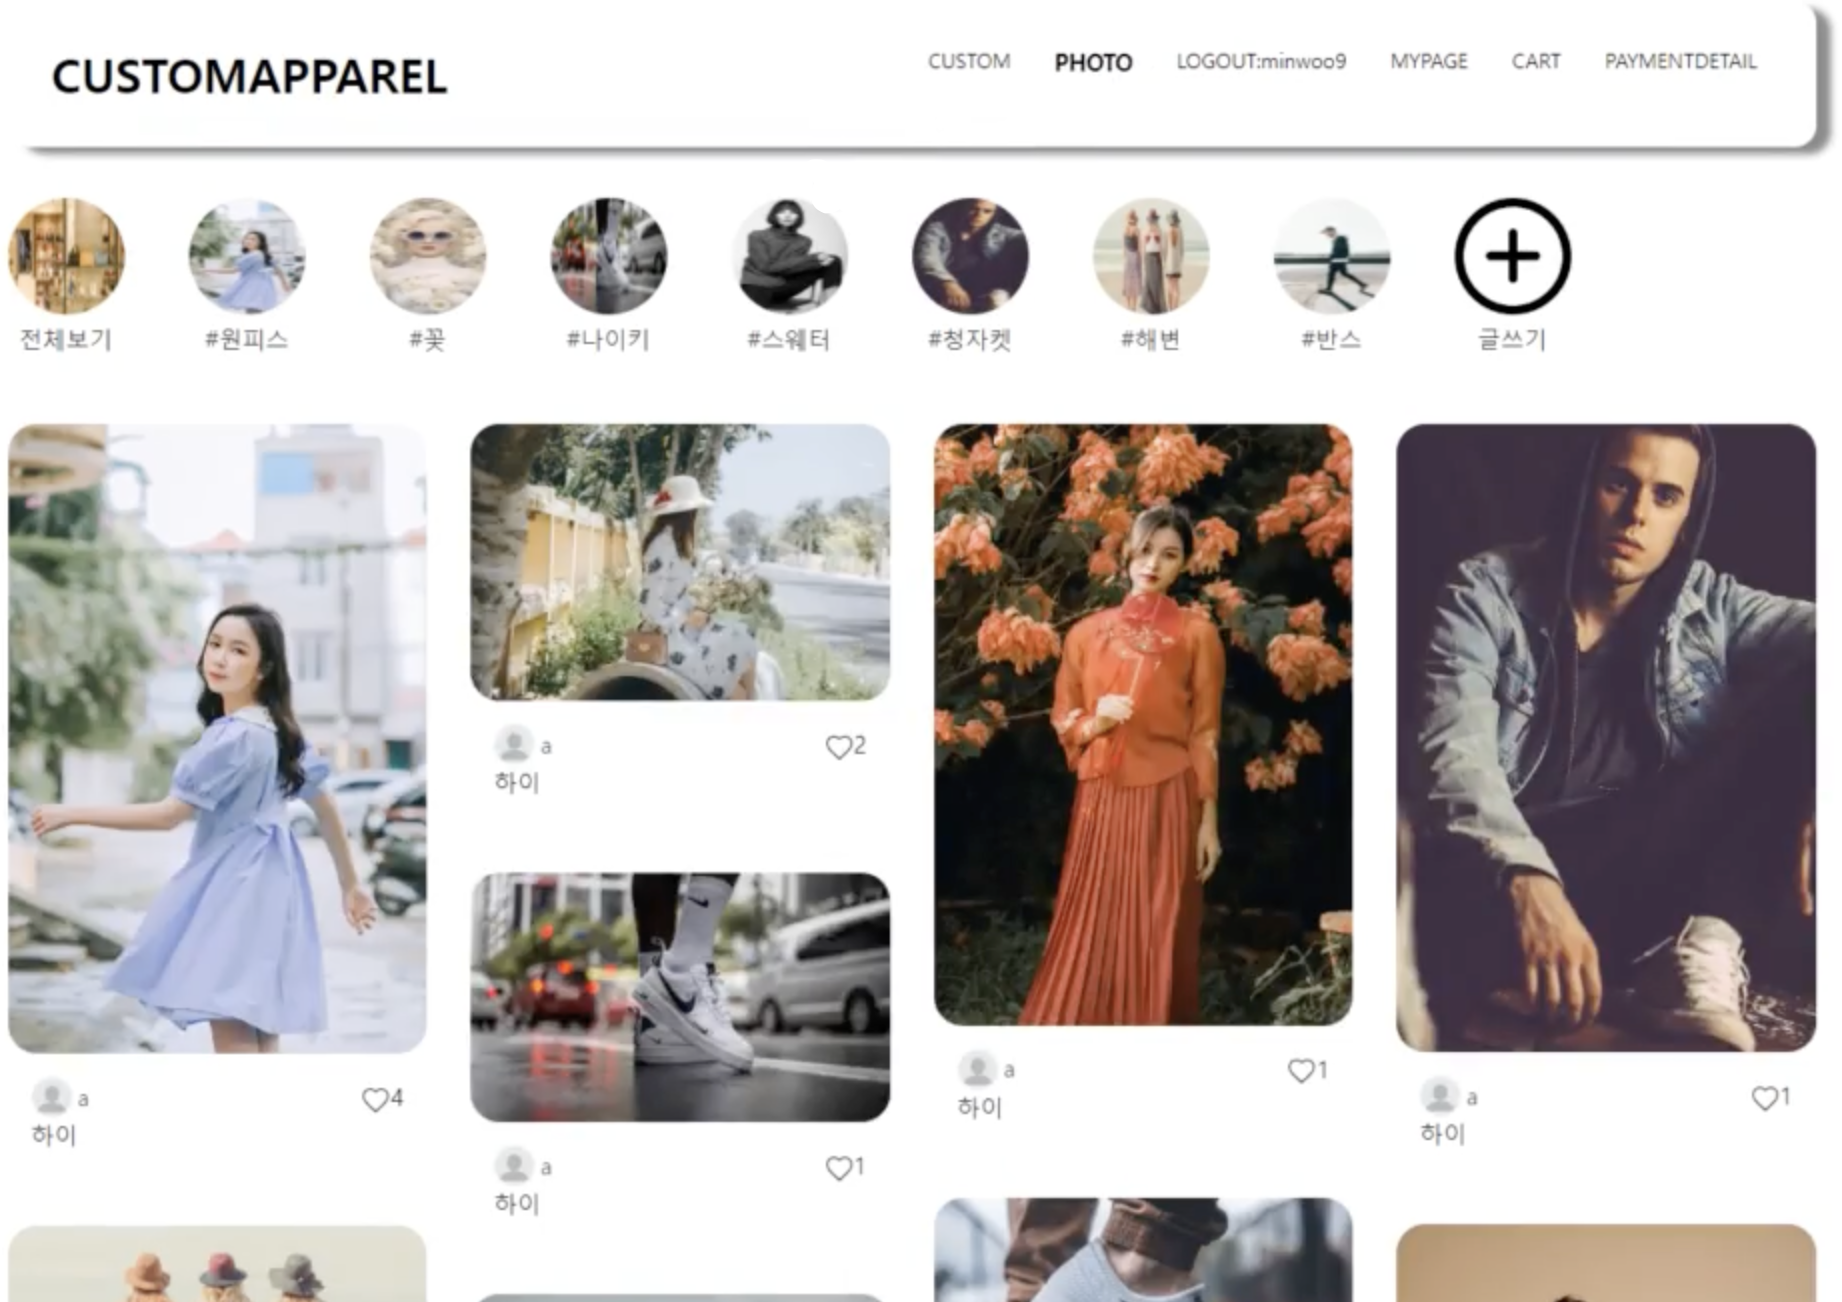 CUSTOMAPPAREL
CUSTOM PHOTO LOGOUT:minwoo9 MYPAGE CART PAYMENTDETAIL
전체보기 #원피스 #꽃 #나이키 #스웨터 #청자켓 #해변 #반스 글쓰기
a 2
하이
a 1
하이
a 1
하이
a 4
하이
a 1
하이